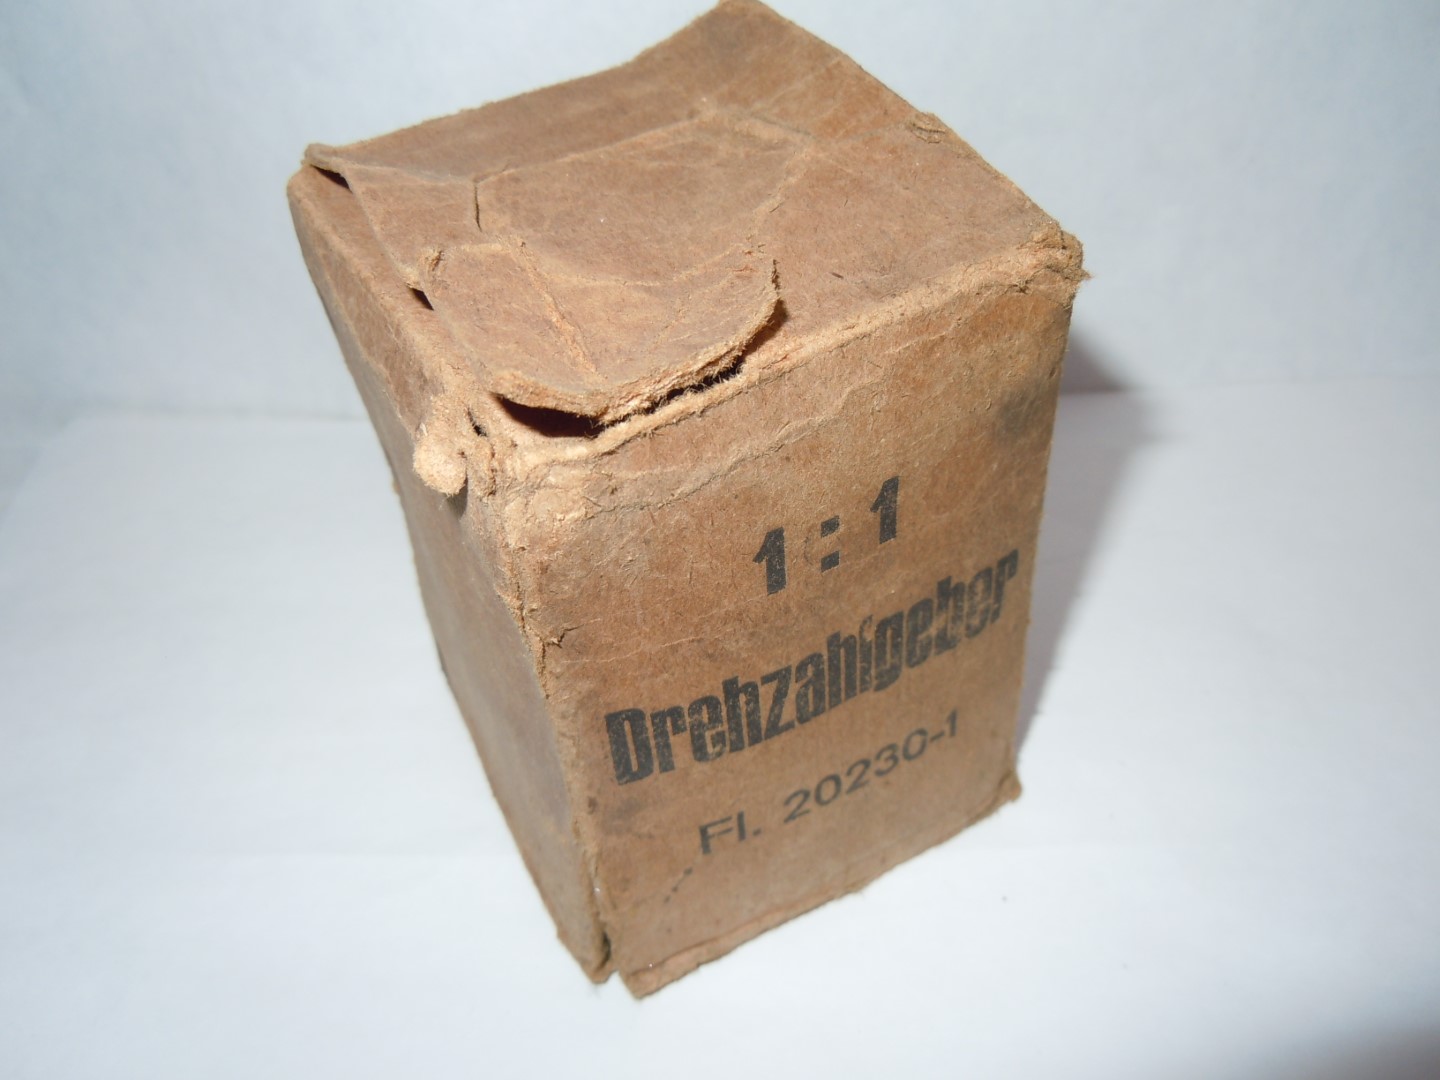 1 : 1
Drehzahlgeber
Fl. 20230-1